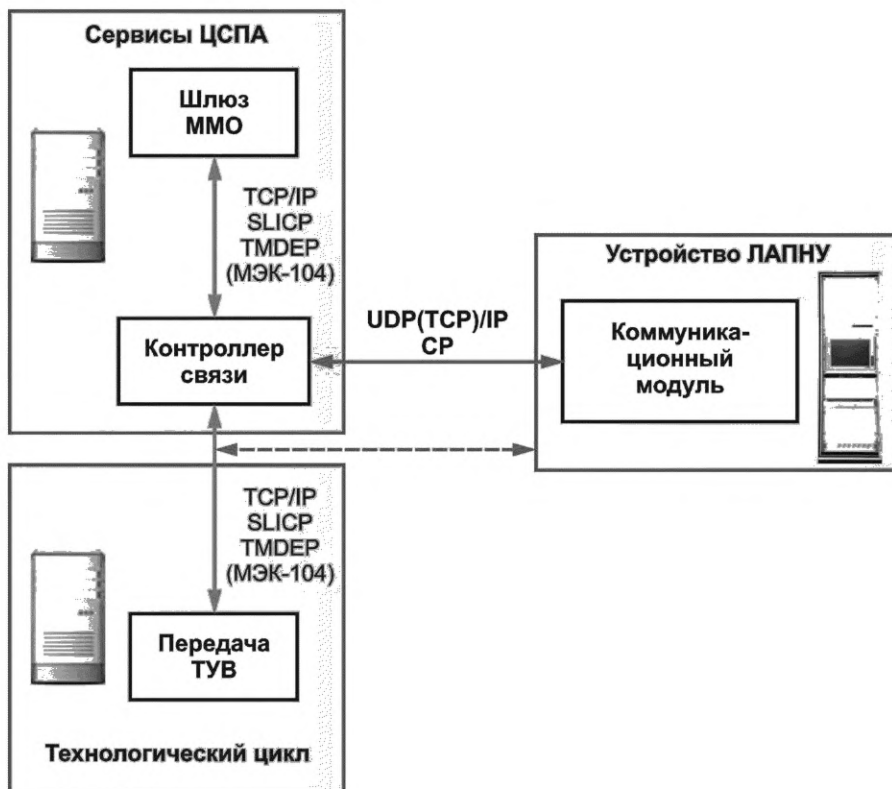 Сервисы ЦСПА
Шлюз
ММО
TCP/IP
SLICP
TMDEP
(МЭК-104)
Контроллер
связи
UDP(TCP)/IP
CP
Устройство ЛАПНУ
Коммуника-
ционный
модуль
TCP/IP
SLICP
TMDEP
(МЭК-104)
Передача
ТУВ
Технологический цикл